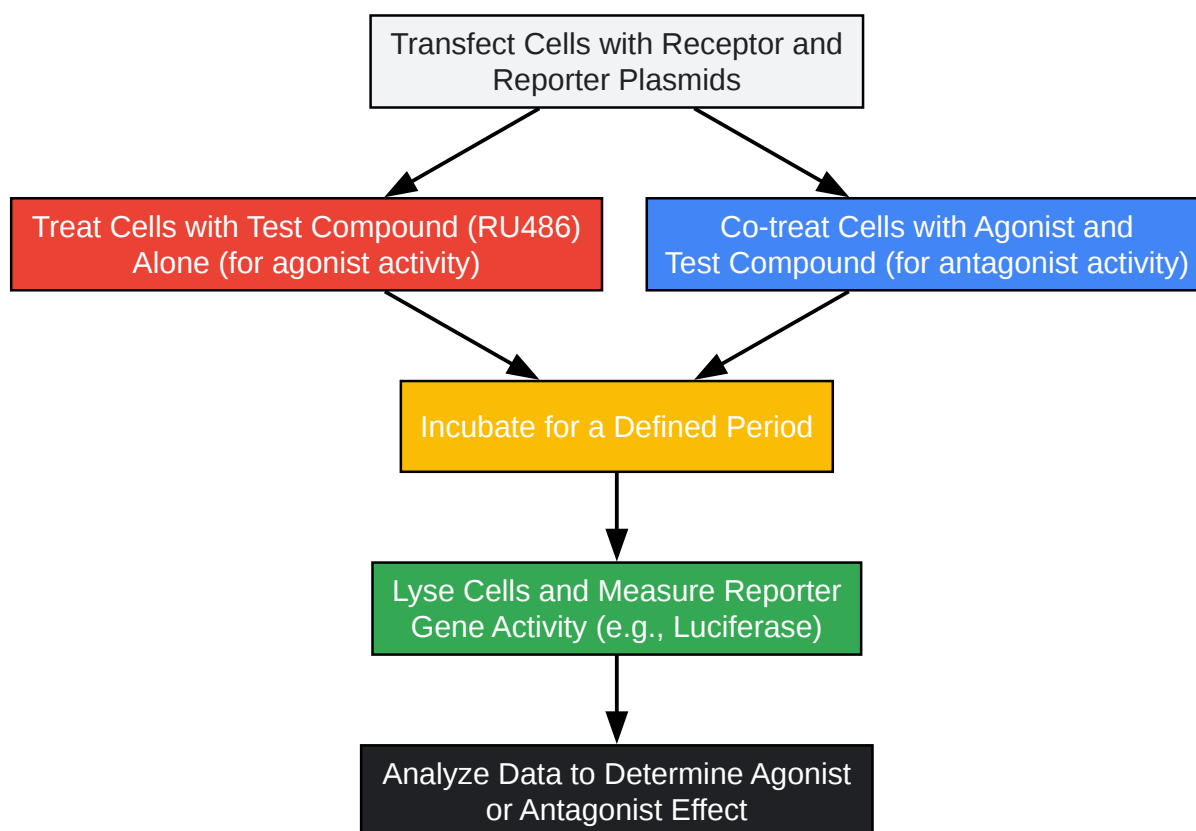 Transfect Cells with Receptor and
Reporter Plasmids
Treat Cells with Test Compound (RU486)
Alone (for agonist activity)
Co-treat Cells with Agonist and
Test Compound (for antagonist activity)
Incubate for a Defined Period
Lyse Cells and Measure Reporter
Gene Activity (e.g., Luciferase)
Analyze Data to Determine Agonist
or Antagonist Effect